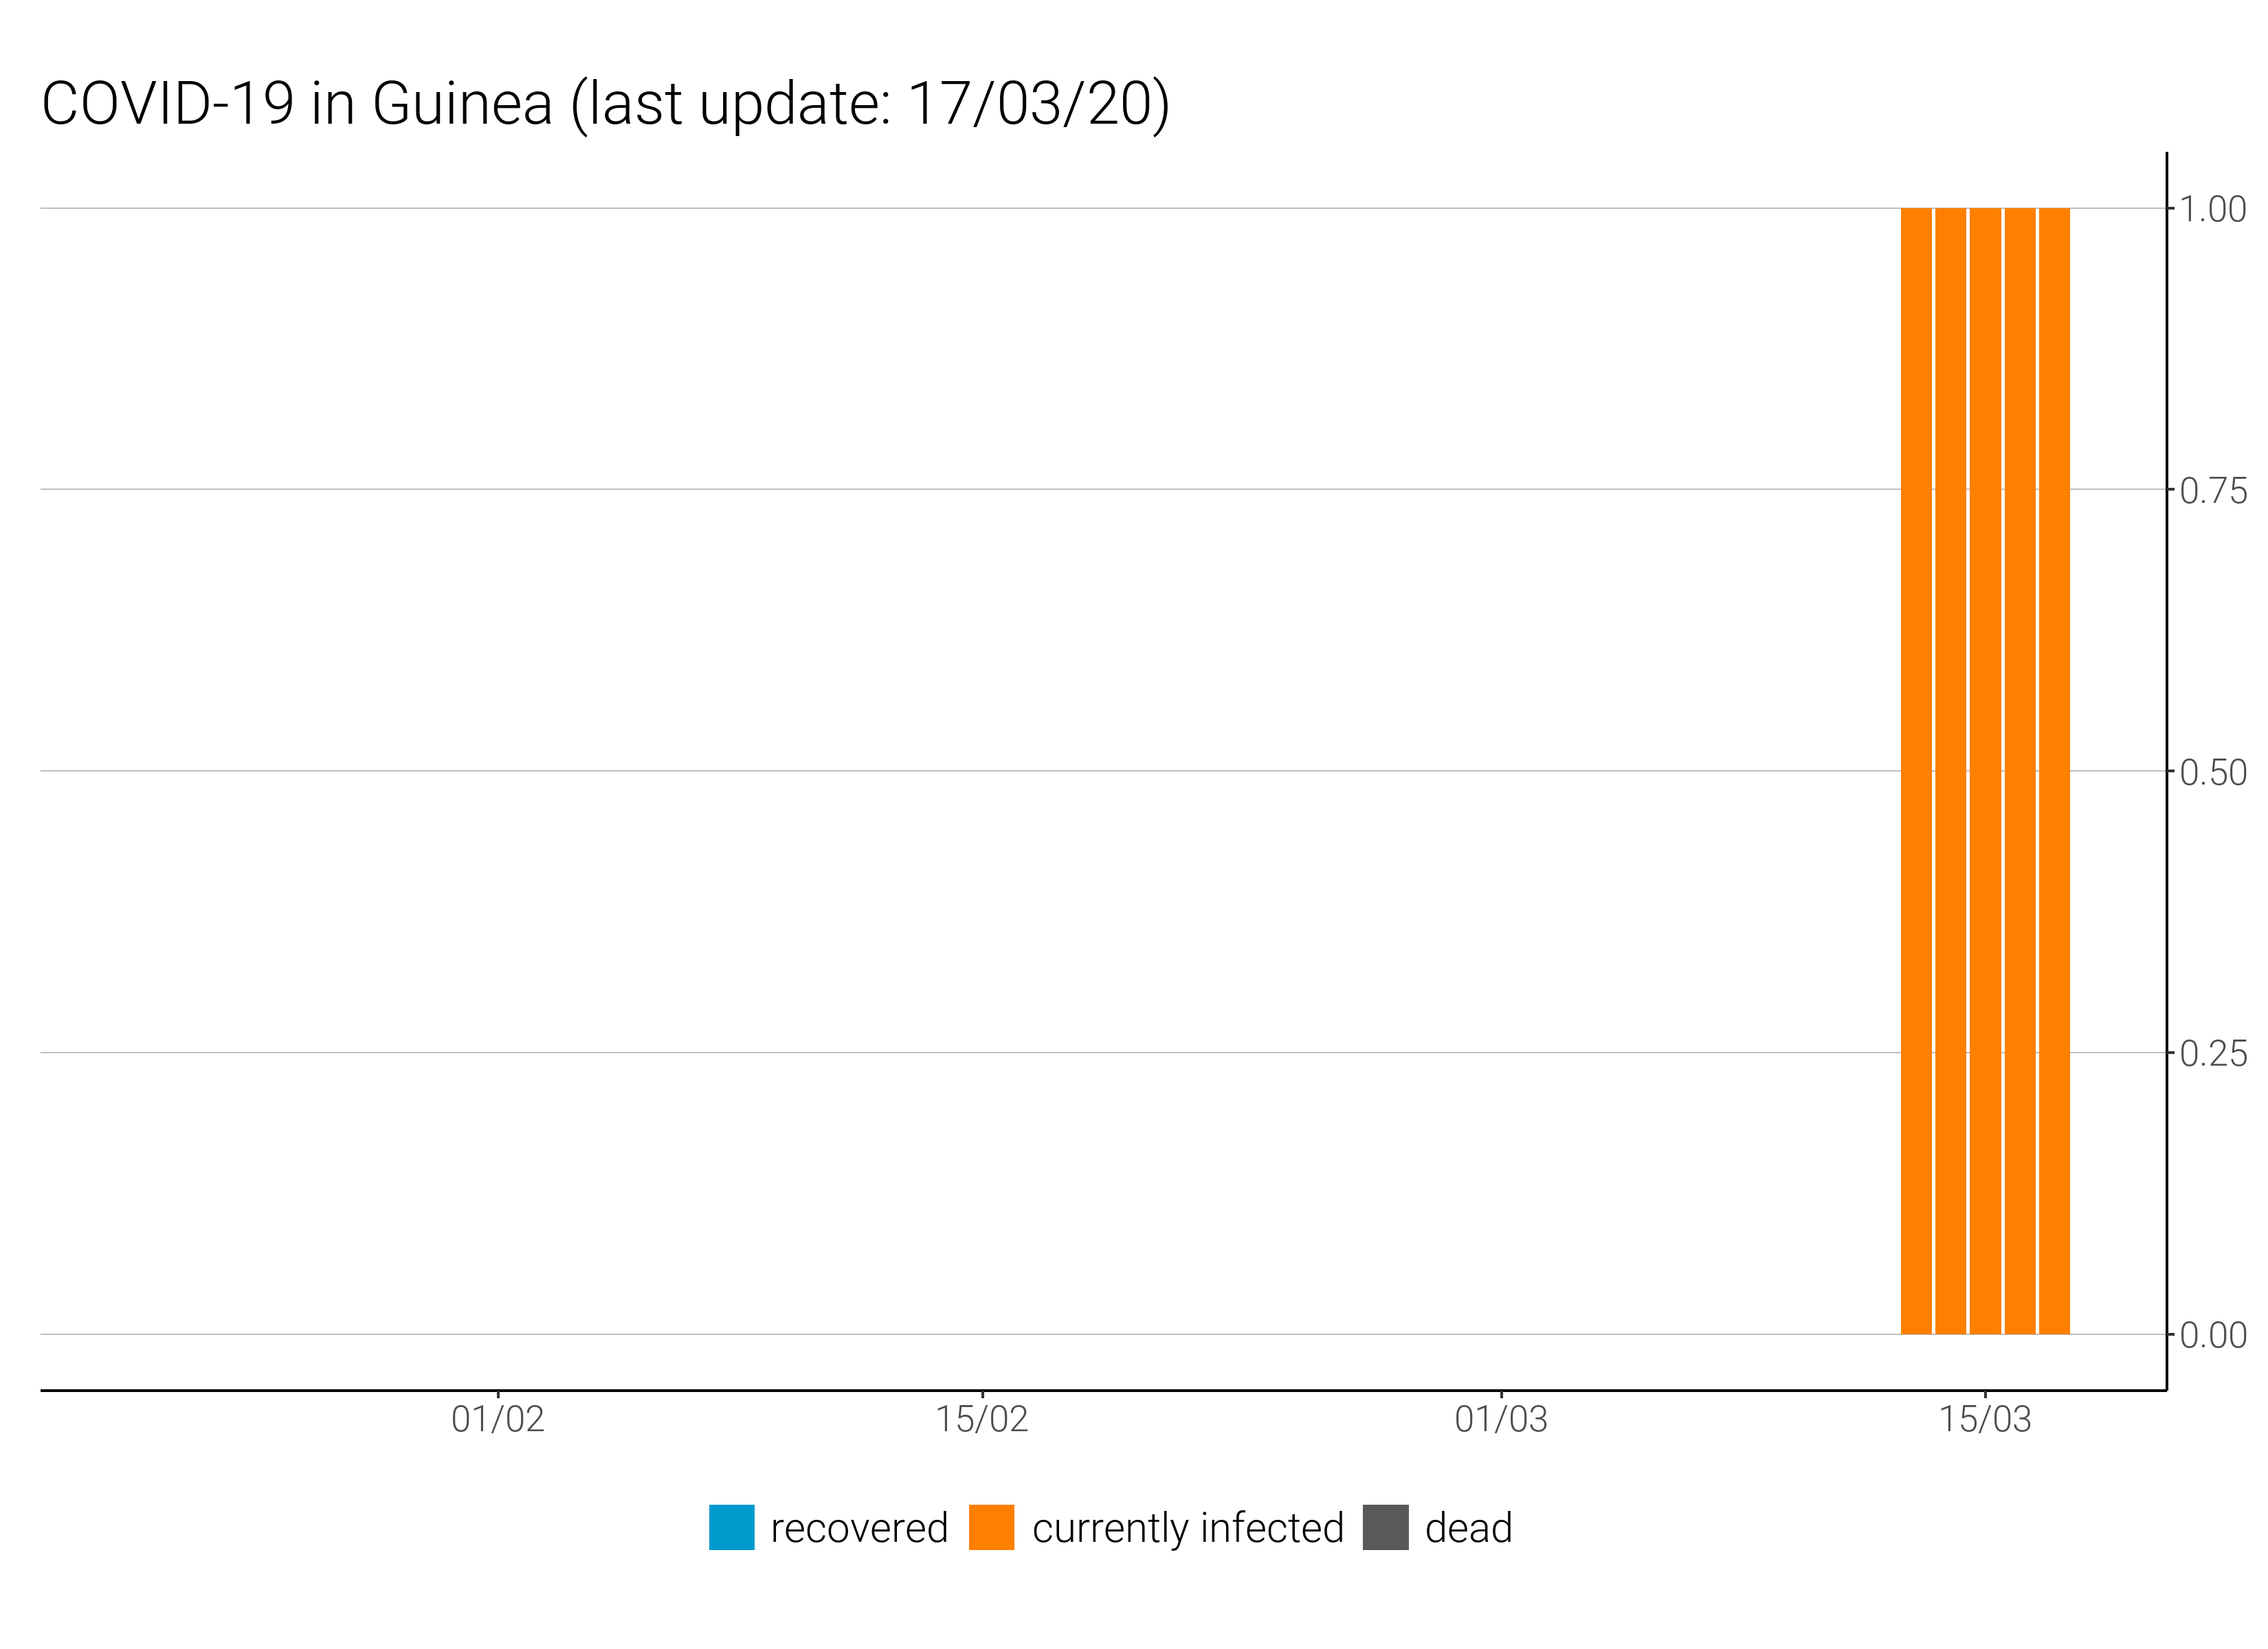 COVID-19 in Guinea (last update: 17/03/20)
1.00
0.75
0.50
0.25
0.00
01/02 15/02 01/03 15/03
recovered currently infected dead